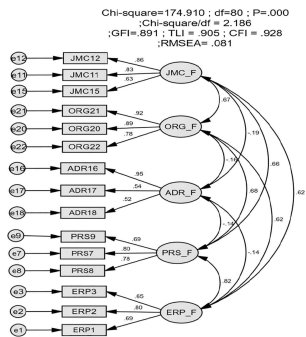 Chi-square=174.910 ; df=80 ; P=.000
;Chi-square/df = 2.186
;GFI=.891 ; TLI = .905 ; CFI = .928
;RMSEA= .081
e12 JMC12 .86
e11 JMC11 .83
e15 JMC15 .63
JMC_F
e21 ORG21 .92
e20 ORG20 .89
e22 ORG22 .78
ORG_F
e16 ADR16 .95
e17 ADR17 .54
e18 ADR18 .52
ADR_F
e9 PRS9 .69
e7 PRS7 .80
e8 PRS8 .78
PRS_F
e3 ERP3 .65
e2 ERP2 .80
e1 ERP1 .69
ERP_F
.67
-.19
-.16
.66
.68
.62
.62
-.14
-.14
.82